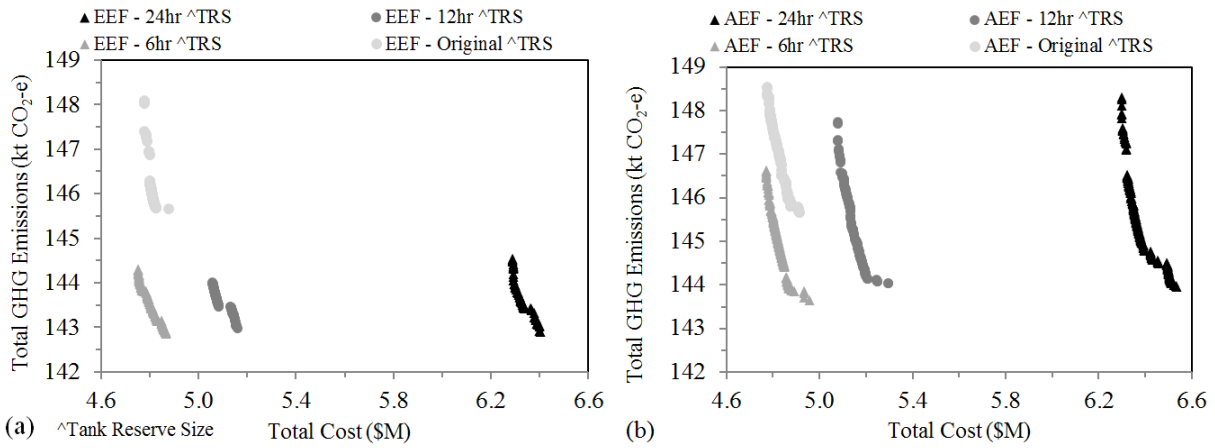 EEF - 24hr ^TRS EEF - 12hr ^TRS
EEF - 6hr ^TRS EEF - Original ^TRS
149
148
147
146
145
144
143
142
Total GHG Emissions (kt CO₂-e)
4.6 5.0 5.4 5.8 6.2 6.6
(a) ^Tank Reserve Size Total Cost ($M)
AEF - 24hr ^TRS AEF - 12hr ^TRS
AEF - 6hr ^TRS AEF - Original ^TRS
149
148
147
146
145
144
143
142
Total GHG Emissions (kt CO₂-e)
4.6 5.0 5.4 5.8 6.2 6.6
(b) Total Cost ($M)